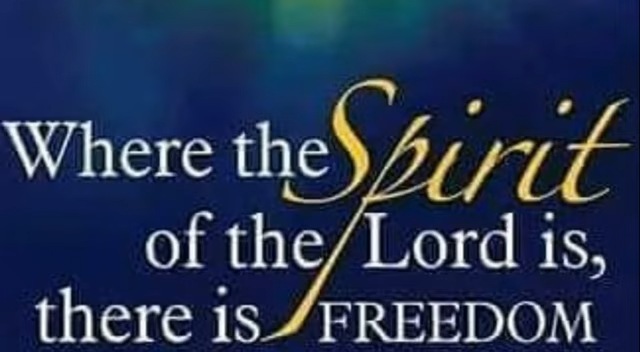 Where the Spirit
of the Lord is,
there is FREEDOM